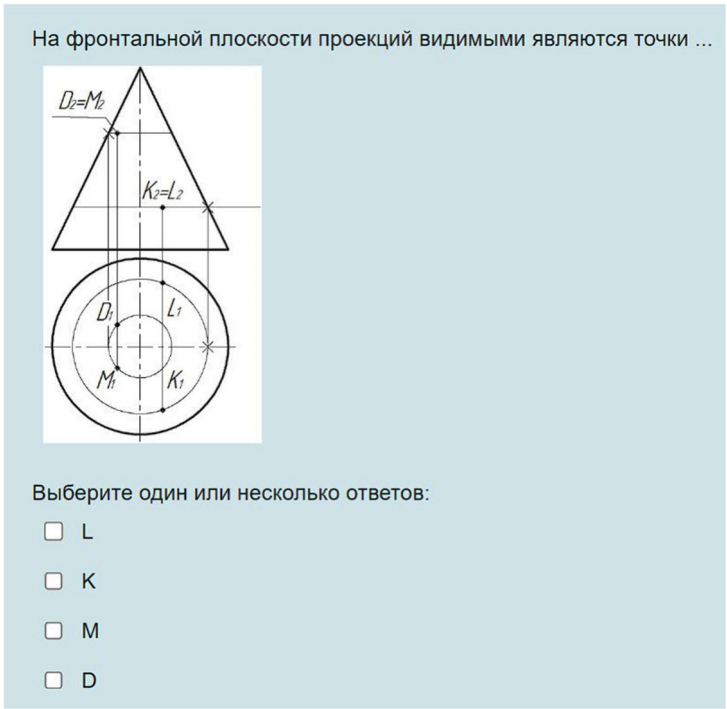 На фронтальной плоскости проекций видимыми являются точки ...
D₂=M₂
K₂=L₂
D₁
L₁
M₁
K₁
Выберите один или несколько ответов:
L
K
M
D